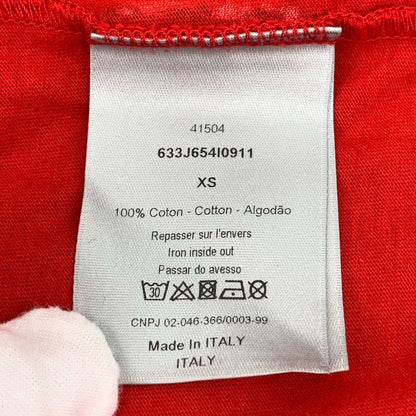 41504
633J654I0911
XS
100% Coton - Cotton - Algodão
Repasser sur l'envers
Iron inside out
Passar do avesso
30
CNPJ 02-046-366/0003-99
Made In ITALY
ITALY